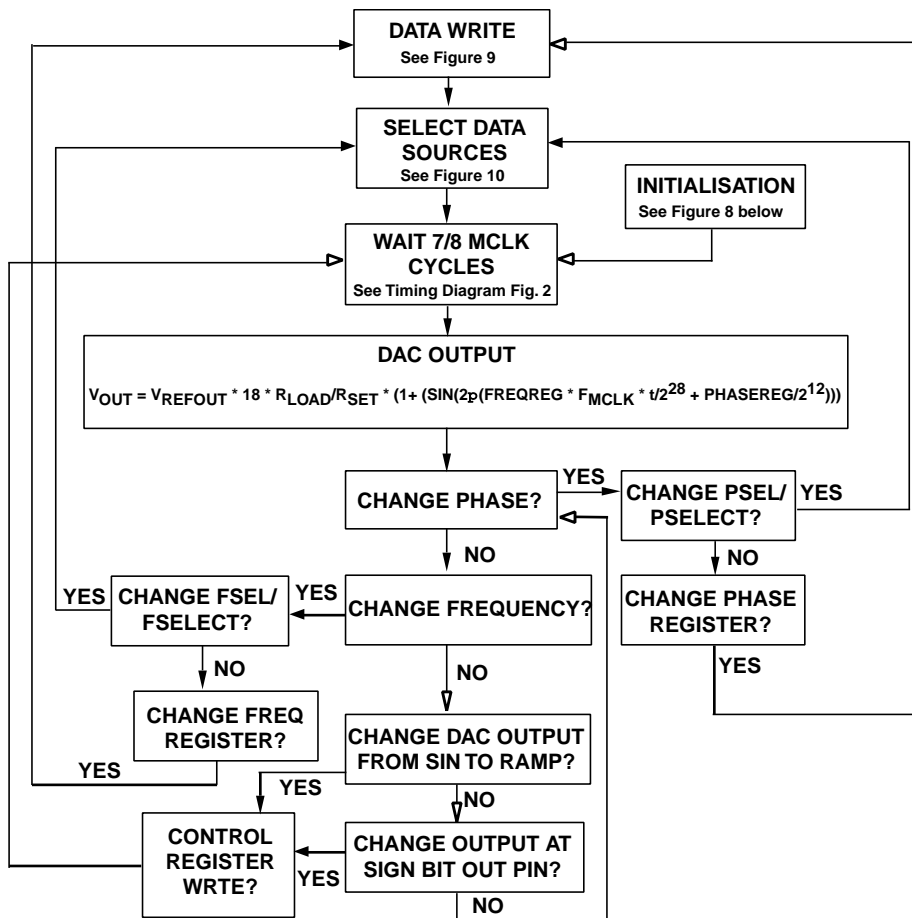 DATA WRITE
See Figure 9
SELECT DATA
SOURCES
See Figure 10
INITIALISATION
See Figure 8 below
WAIT 7/8 MCLK
CYCLES
See Timing Diagram Fig. 2
DAC OUTPUT
VOUT = VREFOUT * 18 * RLOAD/RSET * (1+ (SIN(2p(FREQREG * FMCLK * t/2^28 + PHASEREG/2^12)))
CHANGE PHASE?
YES
CHANGE PSEL/
PSELECT?
YES
NO
NO
YES
CHANGE FSEL/
FSELECT?
YES
CHANGE FREQUENCY?
CHANGE PHASE
REGISTER?
NO
NO
YES
CHANGE FREQ
REGISTER?
CHANGE DAC OUTPUT
FROM SIN TO RAMP?
YES
YES
NO
CONTROL
REGISTER
WRTE?
CHANGE OUTPUT AT
SIGN BIT OUT PIN?
YES
NO